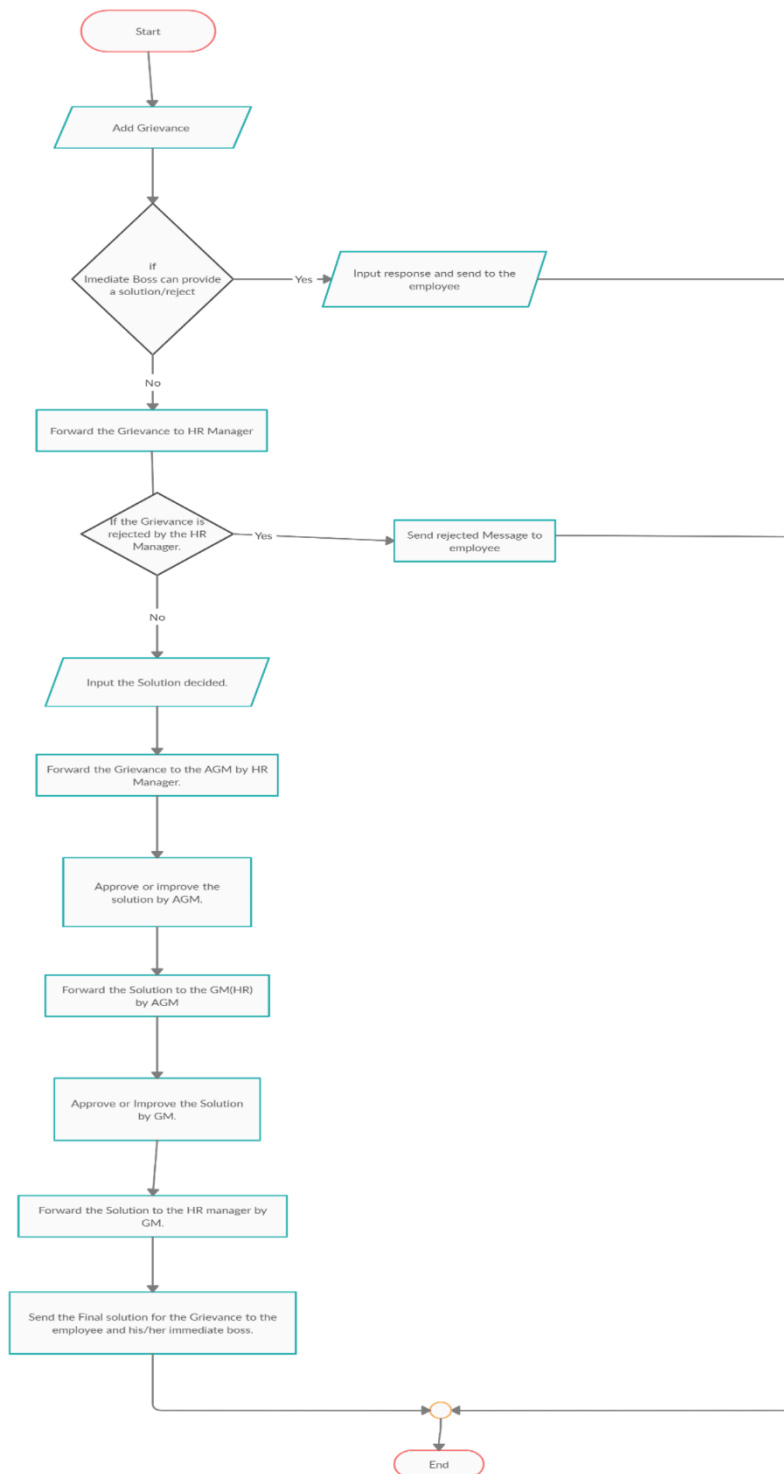 Start
Add Grievance
if
Imediate Boss can provide
a solution/reject
Yes
Input response and send to the
employee
No
Forward the Grievance to HR Manager
If the Grievance is
rejected by the HR
Manager.
Yes
Send rejected Message to
employee
No
Input the Solution decided.
Forward the Grievance to the AGM by HR
Manager.
Approve or improve the
solution by AGM.
Forward the Solution to the GM(HR)
by AGM
Approve or Improve the Solution
by GM.
Forward the Solution to the HR manager by
GM.
Send the Final solution for the Grievance to the
employee and his/her immediate boss.
End